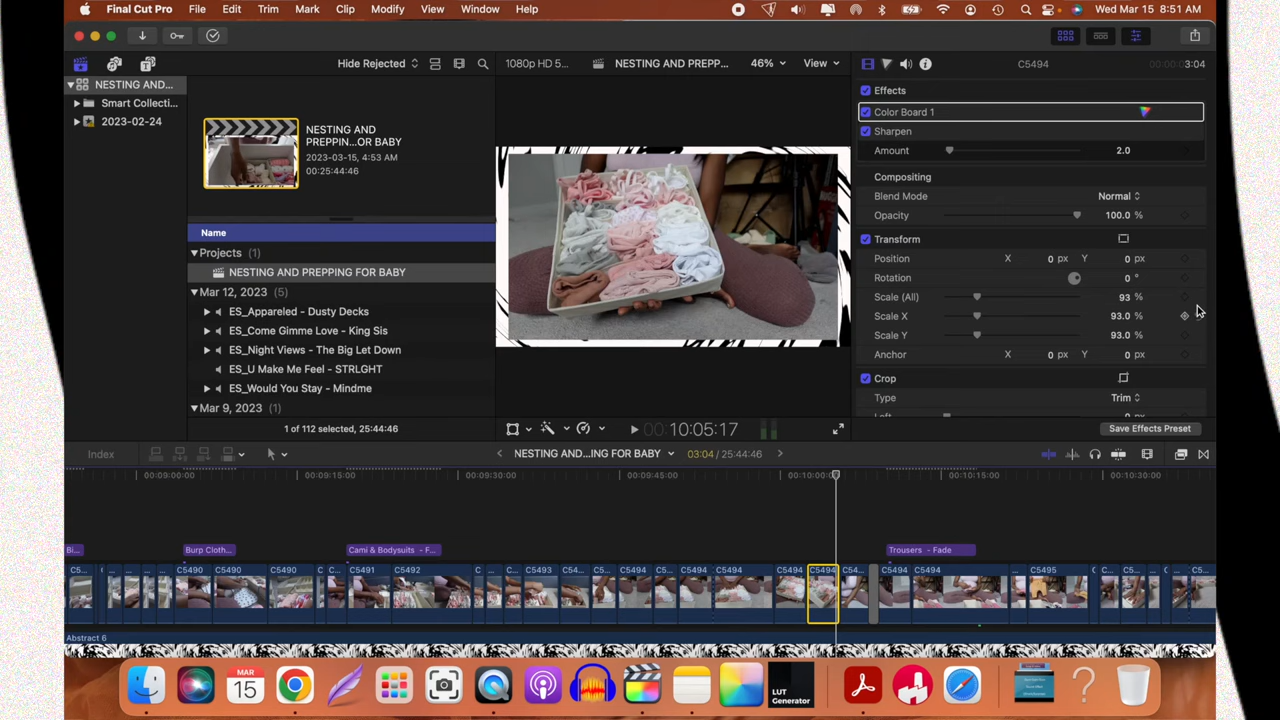 Final Cut Pro File Edit Trim Mark Clip Modify View Window Help Wed Mar 15 8:51 AM
Hide Rejected 1080p HD 5... NESTING AND PREPP... 46% View C5494 3:04
NESTING AND...
Smart Collecti...
2023-02-24
NESTING AND
PREPPIN...OR BABY
2023-03-15, 4:53 AM
00:25:44:46
Name
Projects (1)
NESTING AND PREPPING FOR BABY
Mar 12, 2023 (5)
ES_Appareled - Dusty Decks
ES_Come Gimme Love - King Sis
ES_Night Views - The Big Let Down
ES_U Make Me Feel - STRLGHT
ES_Would You Stay - Mindme
Mar 9, 2023 (1)
1 of 112 selected, 25:44:46
00:10:05:17
Effects
Color Board 1
Sharpen
Amount 2.0
Compositing
Blend Mode Normal
Opacity 100.0 %
Transform
Position X 0 px Y 0 px
Rotation 0 °
Scale (All) 93 %
Scale X 93.0 %
Scale Y 93.0 %
Anchor X 0 px Y 0 px
Crop
Type Trim
Left 0 px
Save Effects Preset
Index NESTING AND...ING FOR BABY 03:04 / 25:44:46
00:09:00:00 00:09:15:00 00:09:30:00 00:09:45:00 00:10:00:00 00:10:15:00 00:10:30:00
Bi... Burp Cloth... Cami & Bodysuits - F... Trousers - Fade
C5... C... C5490 C5490 C5490 C... C5491 C5492 C... C5493 C54... C5... C5494 C5... C5494 C5494 C5494 C5494 C54... C5494 C5494 C... C5495 C... C5... C5...
Abstract 6
MAR
15
LUT
Generator